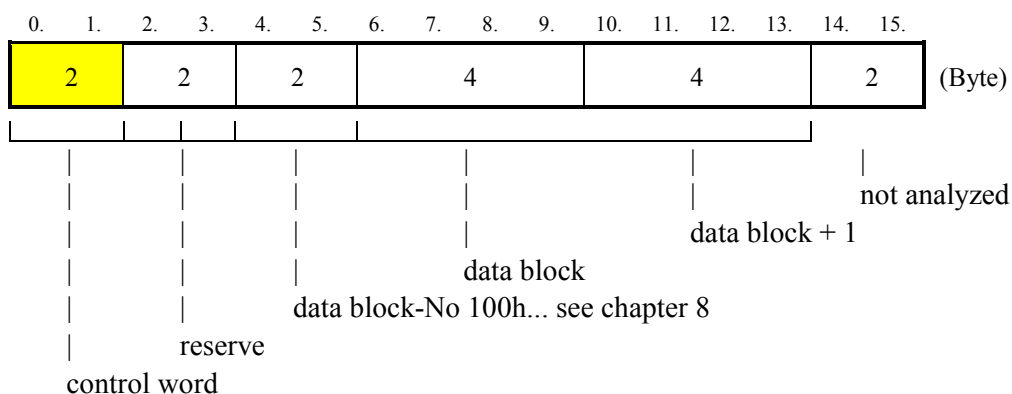 0. 1. 2. 3. 4. 5. 6. 7. 8. 9. 10. 11. 12. 13. 14. 15.
2 2 2 4 4 2 (Byte)
not analyzed
data block + 1
data block
data block-No 100h... see chapter 8
reserve
control word